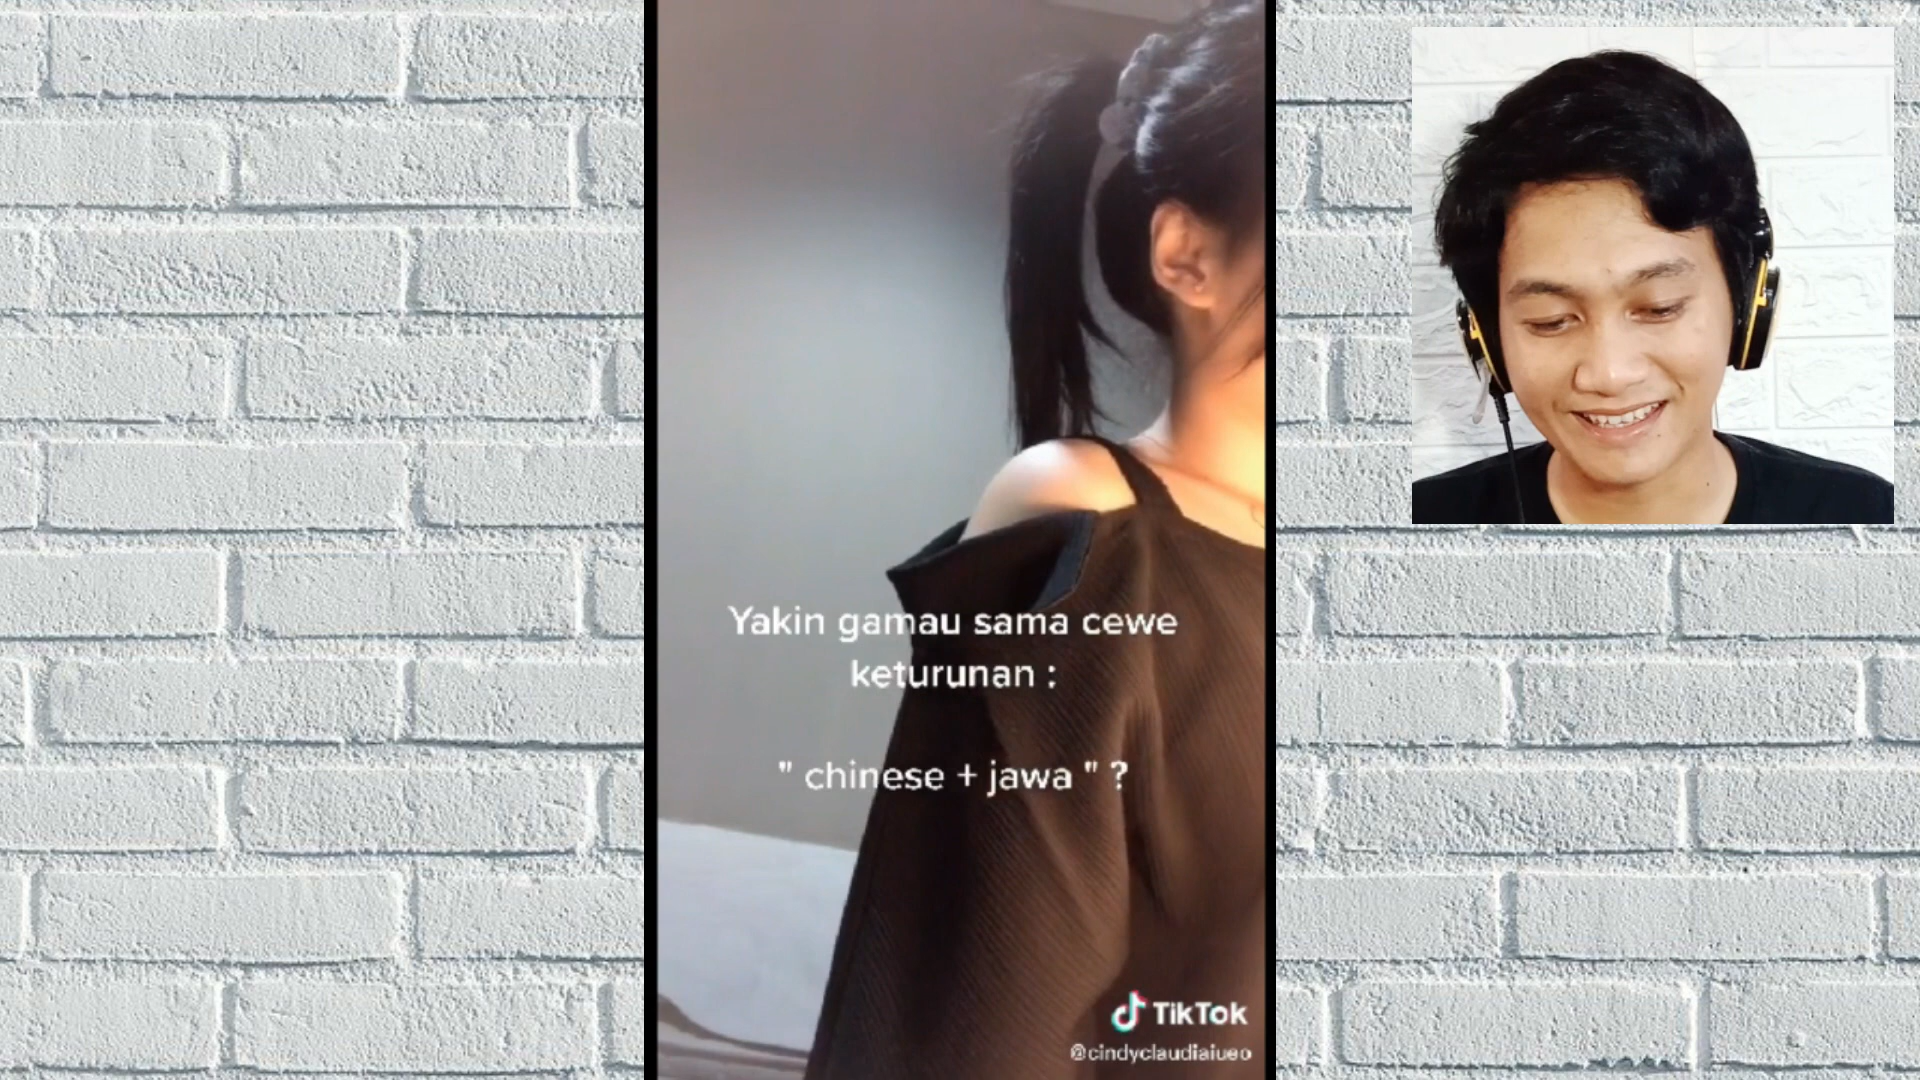 Yakin gamau sama cewe
keturunan :
" chinese + jawa " ?
TikTok
@cindyclaudiaiueo